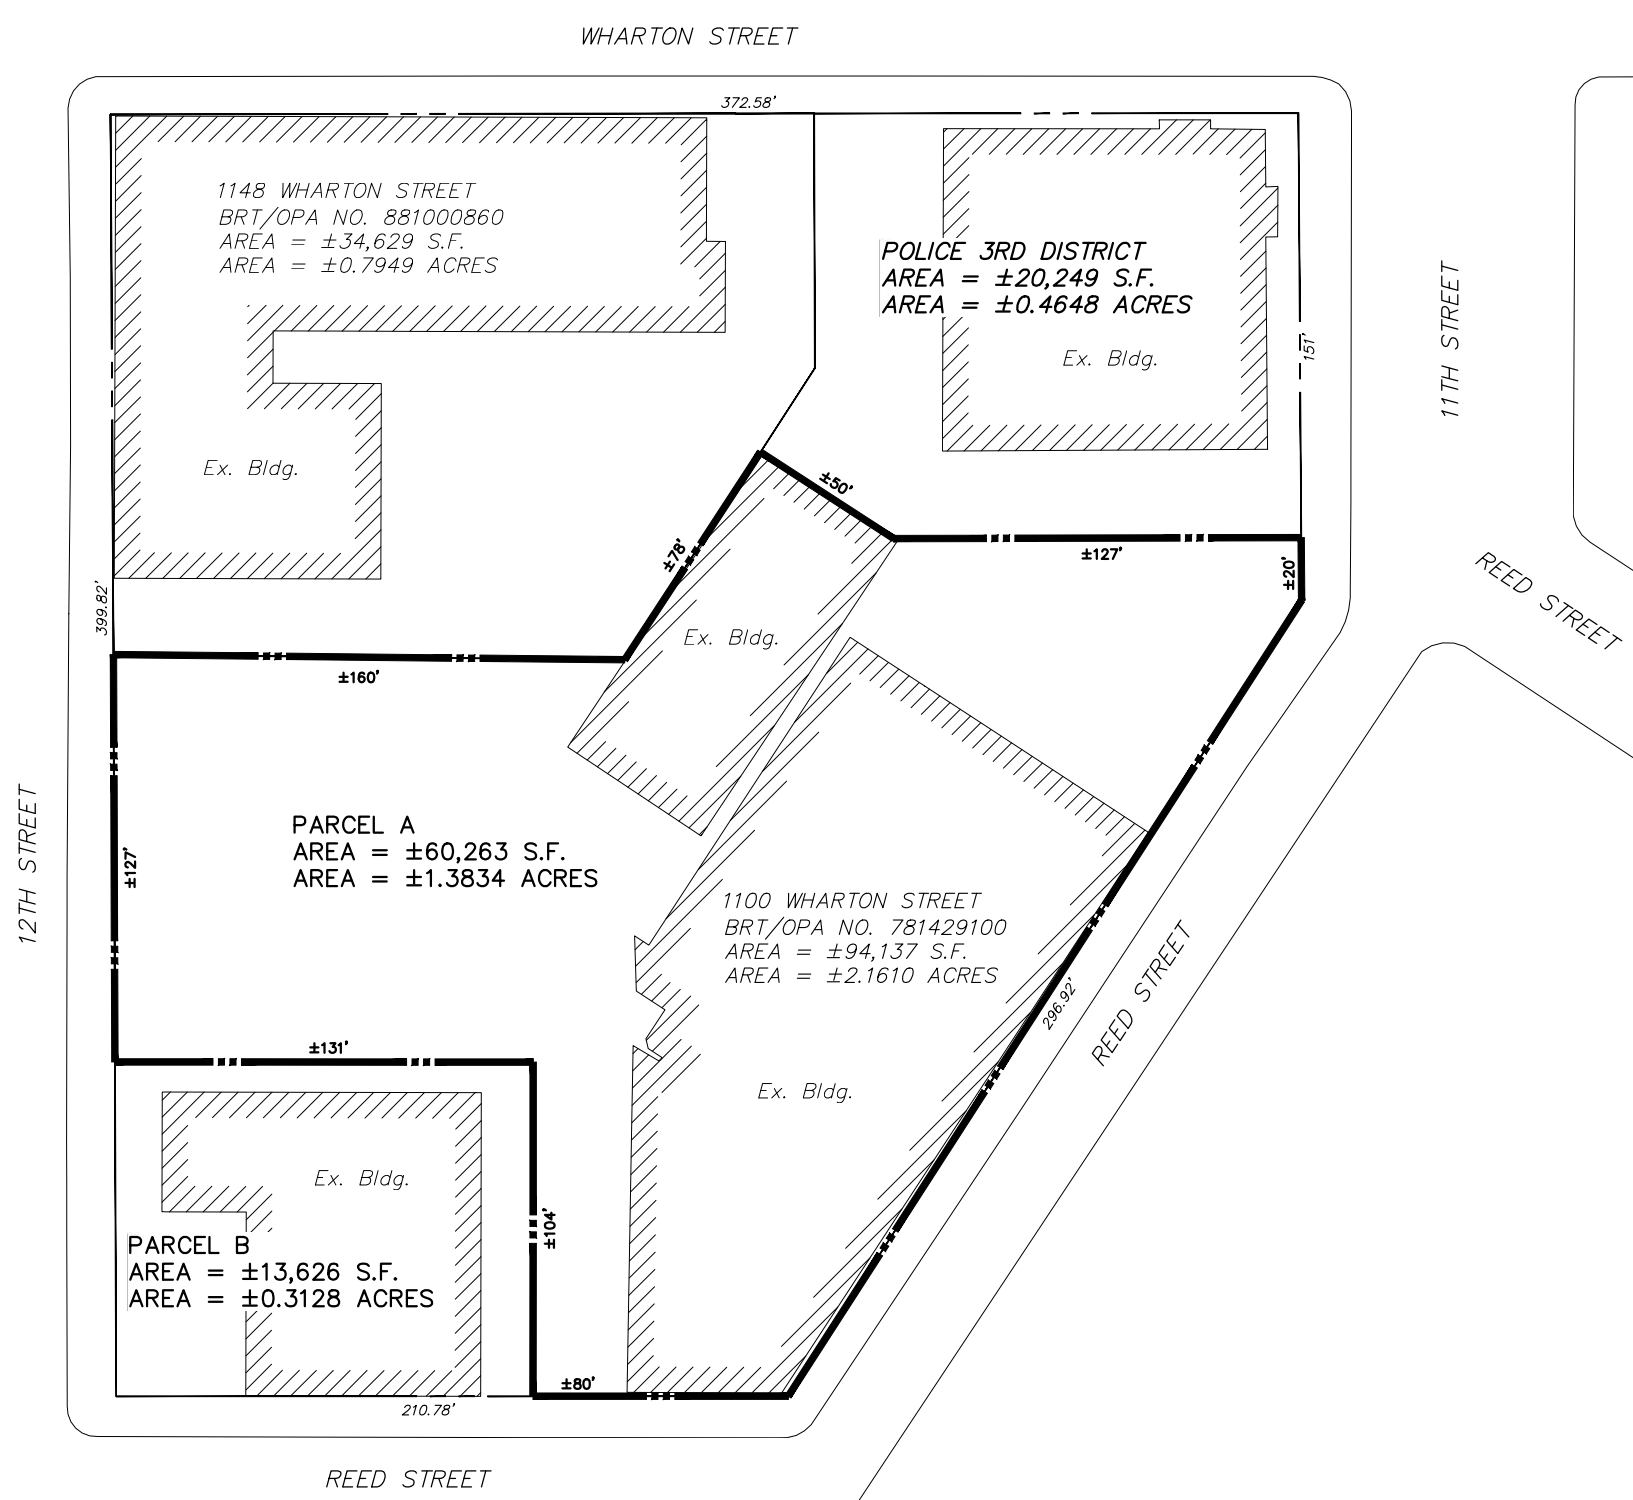 WHARTON STREET
372.58'
1148 WHARTON STREET
BRT/OPA NO. 881000860
AREA = ±34,629 S.F.
AREA = ±0.7949 ACRES
POLICE 3RD DISTRICT
AREA = ±20,249 S.F.
AREA = ±0.4648 ACRES
Ex. Bldg.
151'
11TH STREET
Ex. Bldg.
±50'
±78'
±127'
±20'
REED STREET
399.82'
Ex. Bldg.
±160'
12TH STREET
±127'
PARCEL A
AREA = ±60,263 S.F.
AREA = ±1.3834 ACRES
1100 WHARTON STREET
BRT/OPA NO. 781429100
AREA = ±94,137 S.F.
AREA = ±2.1610 ACRES
296.92'
REED STREET
±131'
Ex. Bldg.
Ex. Bldg.
±104'
PARCEL B
AREA = ±13,626 S.F.
AREA = ±0.3128 ACRES
±80'
210.78'
REED STREET